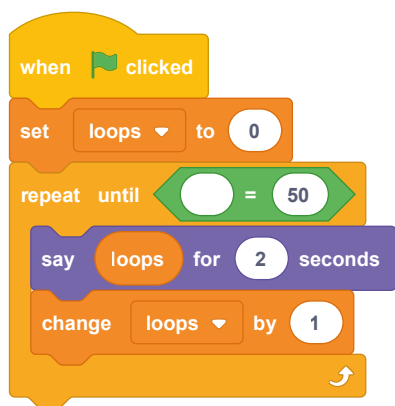 when clicked
set loops to 0
repeat until = 50
say loops for 2 seconds
change loops by 1